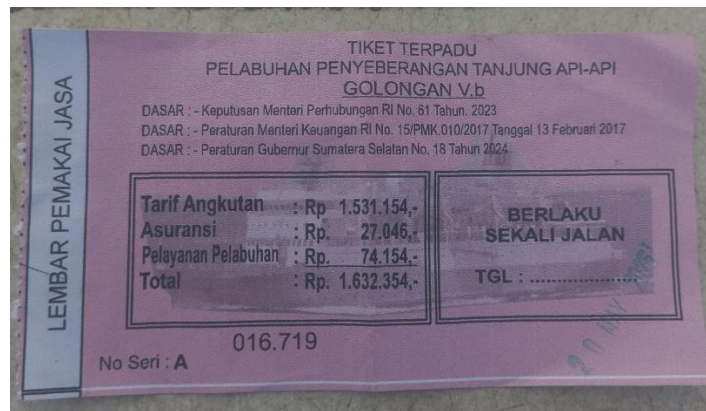 LEMBAR PEMAKAI JASA
TIKET TERPADU
PELABUHAN PENYEBERANGAN TANJUNG API-API
GOLONGAN V.b
DASAR : - Keputusan Menteri Perhubungan RI No. 61 Tahun. 2023
DASAR : - Peraturan Menteri Keuangan RI No. 15/PMK.010/2017 Tanggal 13 Februari 2017
DASAR : - Peraturan Gubernur Sumatera Selatan No. 18 Tahun 2024
Tarif Angkutan : Rp 1.531.154,-
Asuransi : Rp. 27.046,-
Pelayanan Pelabuhan : Rp. 74.154,-
Total : Rp. 1.632.354,-
BERLAKU
SEKALI JALAN
TGL : ....................
20 MAY
016.719
No Seri : A